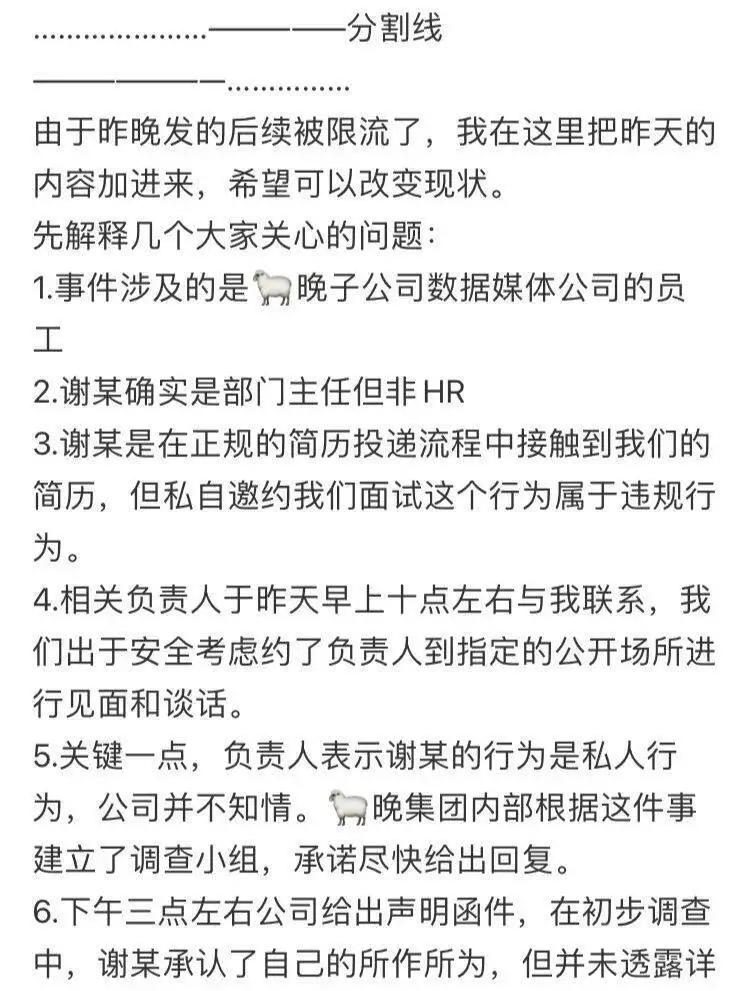 …………………—————分割线
———————……………
由于昨晚发的后续被限流了，我在这里把昨天的
内容加进来，希望可以改变现状。
先解释几个大家关心的问题：
1.事件涉及的是🐑晚子公司数据媒体公司的员
工
2.谢某确实是部门主任但非HR
3.谢某是在正规的简历投递流程中接触到我们的
简历，但私自邀约我们面试这个行为属于违规行
为。
4.相关负责人于昨天早上十点左右与我联系，我
们出于安全考虑约了负责人到指定的公开场所进
行见面和谈话。
5.关键一点，负责人表示谢某的行为是私人行
为，公司并不知情。🐑晚集团内部根据这件事
建立了调查小组，承诺尽快给出回复。
6.下午三点左右公司给出声明函件，在初步调查
中，谢某承认了自己的所作所为，但并未透露详